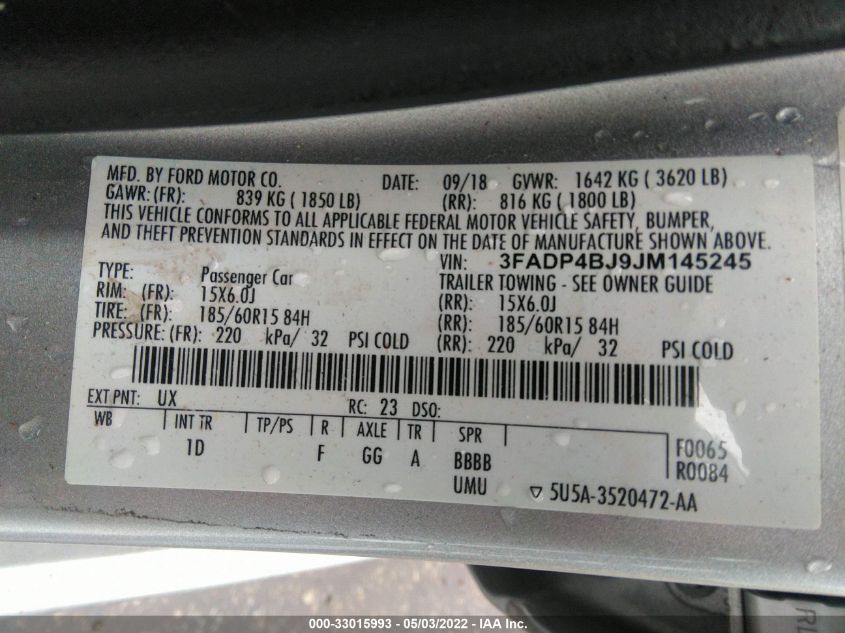 MFD. BY FORD MOTOR CO. DATE: 09/18 GVWR: 1642 KG ( 3620 LB)
GAWR: (FR): 839 KG ( 1850 LB) (RR): 816 KG ( 1800 LB)
THIS VEHICLE CONFORMS TO ALL APPLICABLE FEDERAL MOTOR VEHICLE SAFETY, BUMPER,
AND THEFT PREVENTION STANDARDS IN EFFECT ON THE DATE OF MANUFACTURE SHOWN ABOVE.
VIN: 3FADP4BJ9JM145245
TYPE: Passenger Car TRAILER TOWING - SEE OWNER GUIDE
RIM: (FR): 15X6.0J (RR): 15X6.0J
TIRE: (FR): 185/60R15 84H (RR): 185/60R15 84H
PRESSURE: (FR): 220 kPa/ 32 PSI COLD (RR): 220 kPa/ 32 PSI COLD
EXT PNT: UX RC: 23 DSO:
WB INT TR TP/PS R AXLE TR SPR F0065
1D F GG A BBBB R0084
UMU 5U5A-3520472-AA
000-33015993 - 05/03/2022 - IAA, Inc.